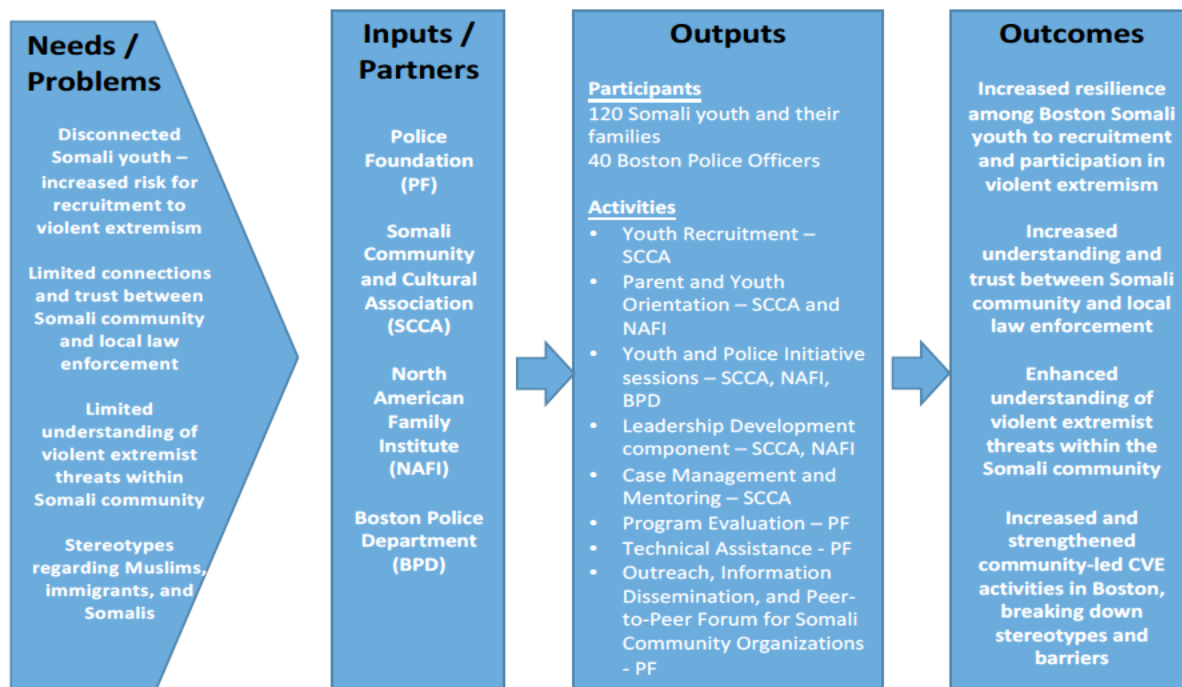 Needs /
Problems
Disconnected
Somali youth –
increased risk for
recruitment to
violent extremism
Limited connections
and trust between
Somali community
and local law
enforcement
Limited
understanding of
violent extremist
threats within
Somali community
Stereotypes
regarding Muslims,
immigrants, and
Somalis
Inputs /
Partners
Police
Foundation
(PF)
Somali
Community
and Cultural
Association
(SCCA)
North
American
Family
Institute
(NAFI)
Boston Police
Department
(BPD)
Outputs
Participants
120 Somali youth and their
families
40 Boston Police Officers
Activities
• Youth Recruitment –
SCCA
• Parent and Youth
Orientation – SCCA and
NAFI
• Youth and Police Initiative
sessions – SCCA, NAFI,
BPD
• Leadership Development
component – SCCA, NAFI
• Case Management and
Mentoring – SCCA
• Program Evaluation – PF
• Technical Assistance - PF
• Outreach, Information
Dissemination, and Peer-
to-Peer Forum for Somali
Community Organizations
- PF
Outcomes
Increased resilience
among Boston Somali
youth to recruitment
and participation in
violent extremism
Increased
understanding and
trust between Somali
community and local
law enforcement
Enhanced
understanding of
violent extremist
threats within the
Somali community
Increased and
strengthened
community-led CVE
activities in Boston,
breaking down
stereotypes and
barriers